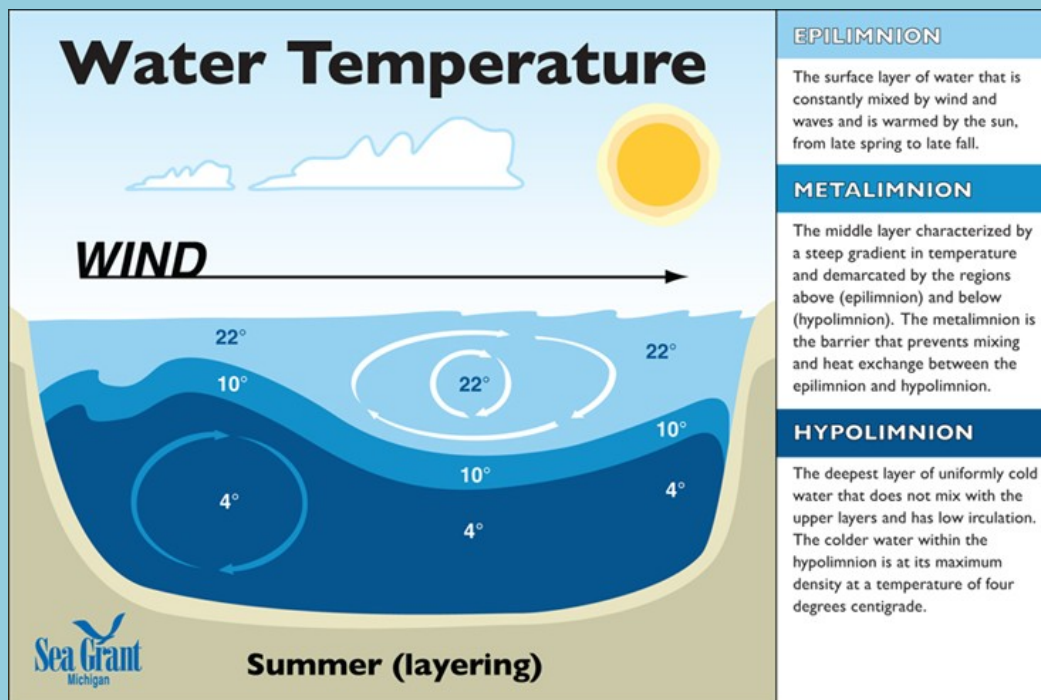 Water Temperature
WIND
22°
22°
22°
10°
10°
10°
4°
4°
4°
Sea Grant
Michigan
Summer (layering)
EPILIMNION
The surface layer of water that is
constantly mixed by wind and
waves and is warmed by the sun,
from late spring to late fall.
METALIMNION
The middle layer characterized by
a steep gradient in temperature
and demarcated by the regions
above (epilimnion) and below
(hypolimnion). The metalimnion is
the barrier that prevents mixing
and heat exchange between the
epilimnion and hypolimnion.
HYPOLIMNION
The deepest layer of uniformly cold
water that does not mix with the
upper layers and has low irculation.
The colder water within the
hypolimnion is at its maximum
density at a temperature of four
degrees centigrade.